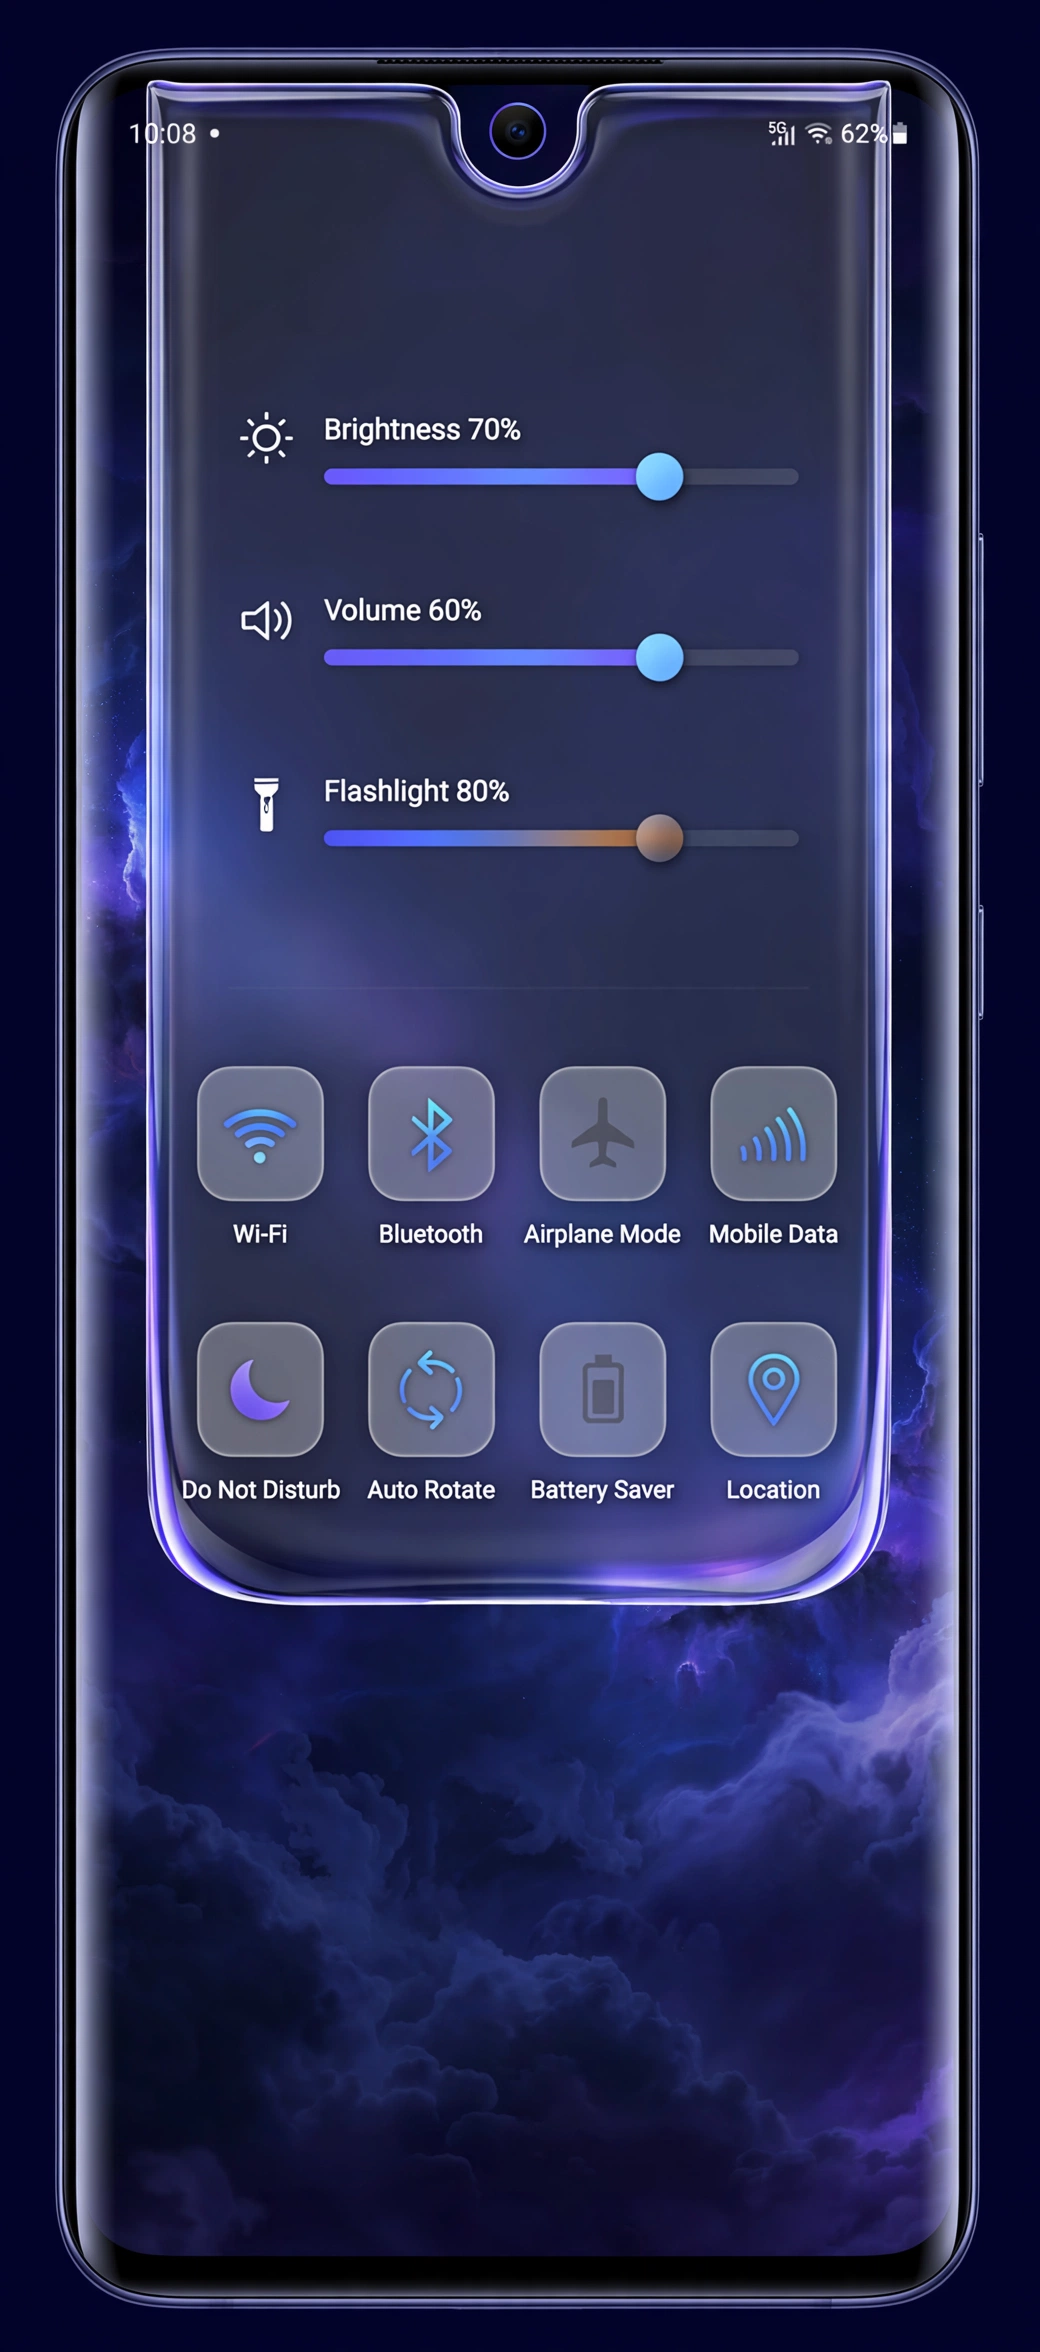 10:08 5G 62%
Brightness 70%
Volume 60%
Flashlight 80%
Wi-Fi Bluetooth Airplane Mode Mobile Data
Do Not Disturb Auto Rotate Battery Saver Location